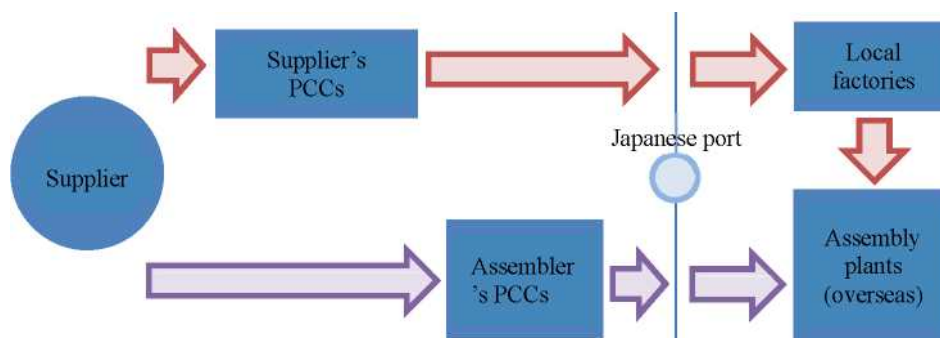 Supplier
Supplier's
PCCs
Local
factories
Japanese port
Assembler
's PCCs
Assembly
plants
(overseas)